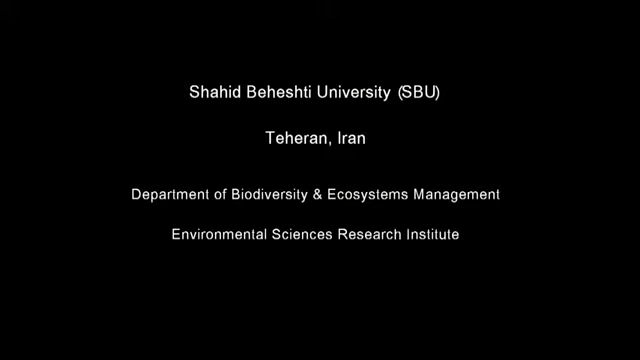 Shahid Beheshti University (SBU)
Teheran, Iran
Department of Biodiversity & Ecosystems Management
Environmental Sciences Research Institute